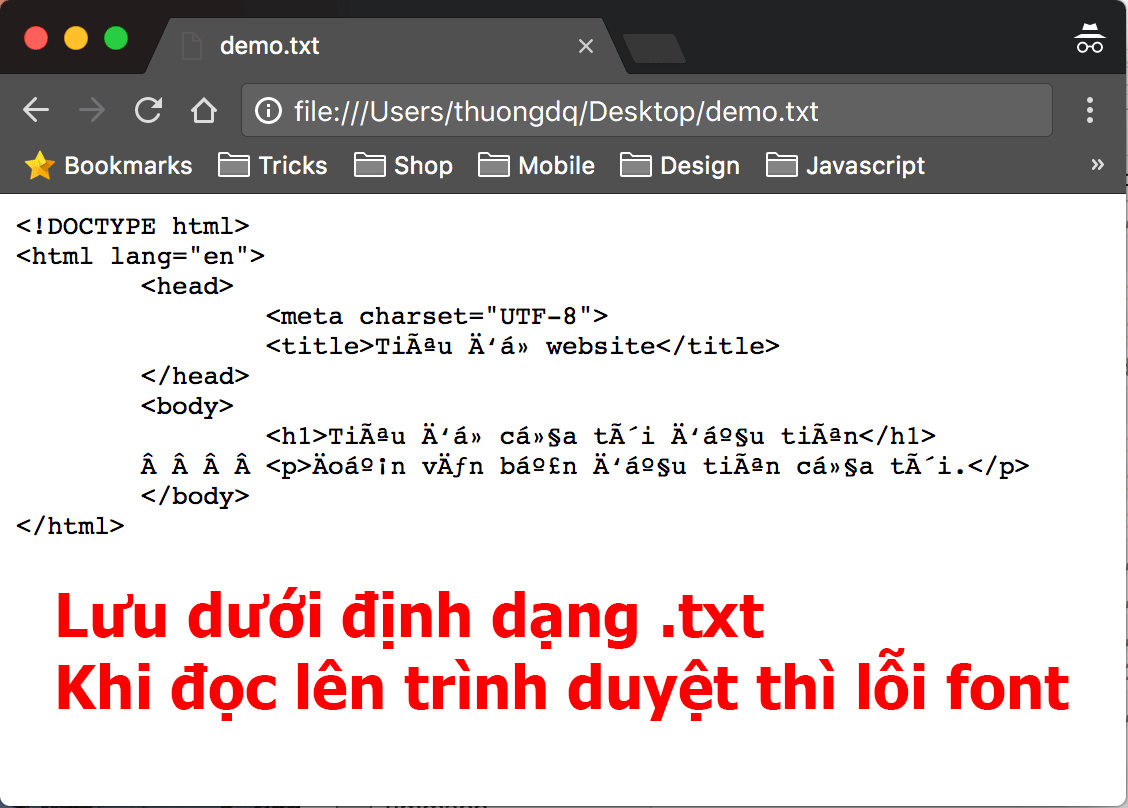 demo.txt
file:///Users/thuongdq/Desktop/demo.txt
Bookmarks Tricks Shop Mobile Design Javascript »
<!DOCTYPE html>
<html lang="en">
<head>
<meta charset="UTF-8">
<title>TiÃªu Ä‘á» website</title>
</head>
<body>
<h1>TiÃªu Ä‘á» cá»§a tÃ´i Ä‘áº§u tiÃªn</h1>
Â Â Â Â <p>Äoáº¡n vÄƒn báº£n Ä‘áº§u tiÃªn cá»§a tÃ´i.</p>
</body>
</html>
Lưu dưới định dạng .txt
Khi đọc lên trình duyệt thì lỗi font